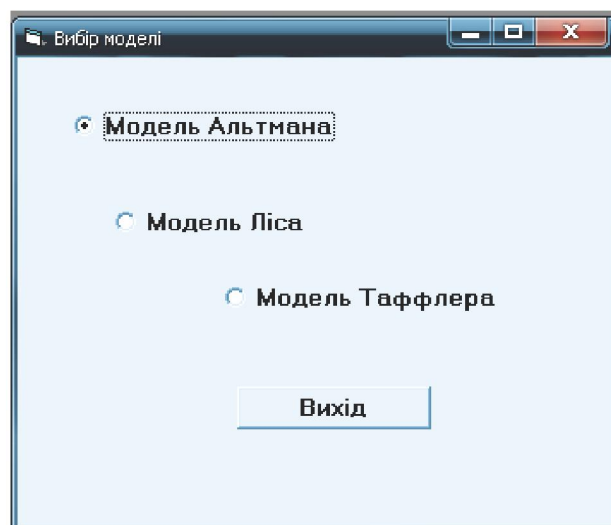 Вибір моделі
Модель Альтмана
Модель Ліса
Модель Таффлера
Вихід